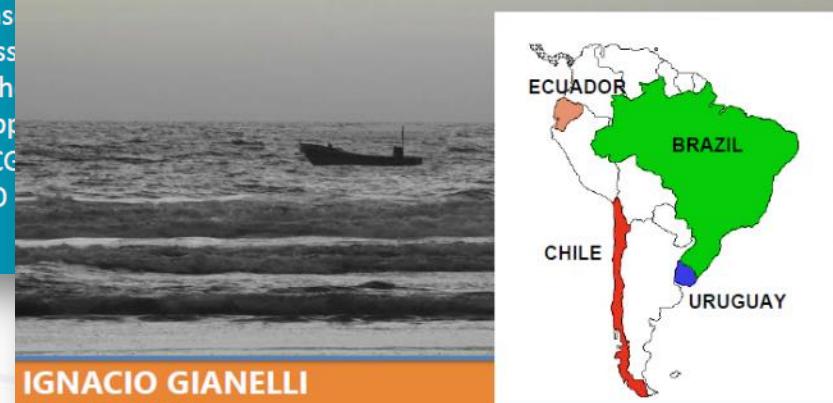 IGNACIO GIANELLI
ECUADOR
BRAZIL
CHILE
URUGUAY